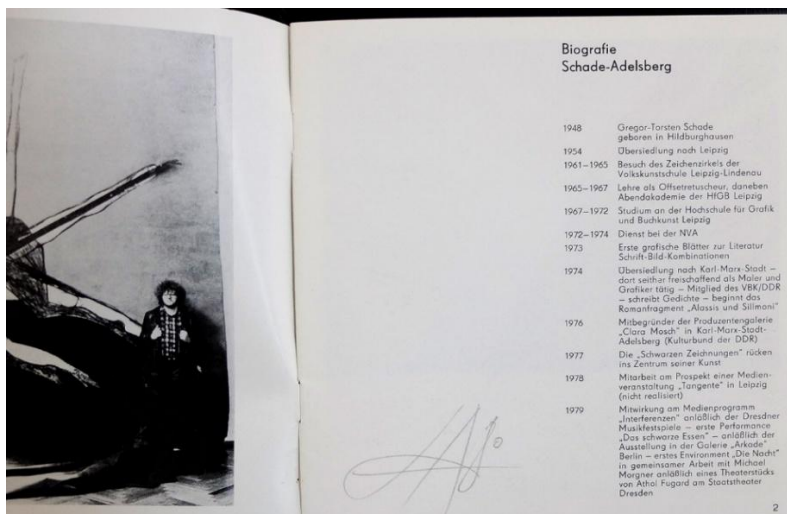 Biografie
Schade-Adelsberg
1948 Gregor-Torsten Schade
geboren in Hildburghausen
1954 Übersiedlung nach Leipzig
1961–1965 Besuch des Zeichenzirkels der
Volkskunstschule Leipzig-Lindenau
1965–1967 Lehre als Offsetretuscheur, daneben
Abendakademie der HfGB Leipzig
1967–1972 Studium an der Hochschule für Grafik
und Buchkunst Leipzig
1972–1974 Dienst bei der NVA
1973 Erste grafische Blätter zur Literatur
Schrift-Bild-Kombinationen
1974 Übersiedlung nach Karl-Marx-Stadt –
dort seither freischaffend als Maler und
Grafiker tätig – Mitglied des VBK/DDR
– schreibt Gedichte – beginnt das
Romanfragment „Alassis und Silimoni"
1976 Mitbegründer der Produzentengalerie
„Clara Mosch" in Karl-Marx-Stadt-
Adelsberg (Kulturbund der DDR)
1977 Die „Schwarzen Zeichnungen" rücken
ins Zentrum seiner Kunst
1978 Mitarbeit am Prospekt einer Medien-
veranstaltung „Tangente" in Leipzig
(nicht realisiert)
1979 Mitwirkung am Medienprogramm
„Interferenzen" anläßlich der Dresdner
Musikfestspiele – erste Performance
„Das schwarze Essen" – anläßlich der
Ausstellung in der Galerie „Arkade"
Berlin – erstes Environment „Die Nacht"
in gemeinsamer Arbeit mit Michael
Morgner anläßlich eines Theaterstücks
von Athol Fugard am Staatstheater
Dresden
2